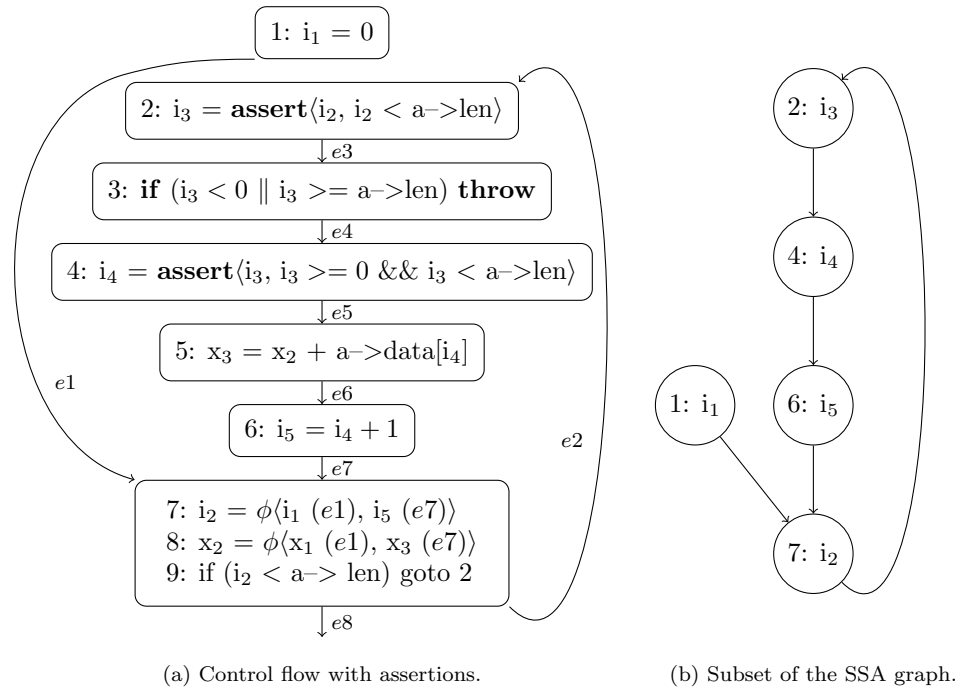 1: i₁ = 0
2: i₃ = assert⟨i₂, i₂ < a–>len⟩
e3
3: if (i₃ < 0 ∥ i₃ >= a–>len) throw
e4
4: i₄ = assert⟨i₃, i₃ >= 0 && i₃ < a–>len⟩
e5
5: x₃ = x₂ + a–>data[i₄]
e6
e1
6: i₅ = i₄ + 1
e2
e7
7: i₂ = ϕ⟨i₁ (e1), i₅ (e7)⟩
8: x₂ = ϕ⟨x₁ (e1), x₃ (e7)⟩
9: if (i₂ < a–> len) goto 2
e8
(a) Control flow with assertions.
2: i₃
4: i₄
1: i₁
6: i₅
7: i₂
(b) Subset of the SSA graph.